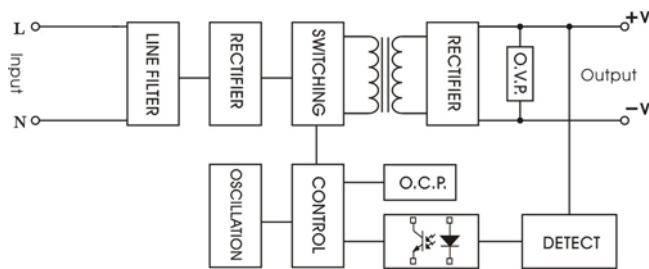 L
N
Input
LINE FILTER
RECTIFIER
SWITCHING
RECTIFIER
O.V.P.
+V
Output
-V
OSCILLATION
CONTROL
O.C.P.
DETECT